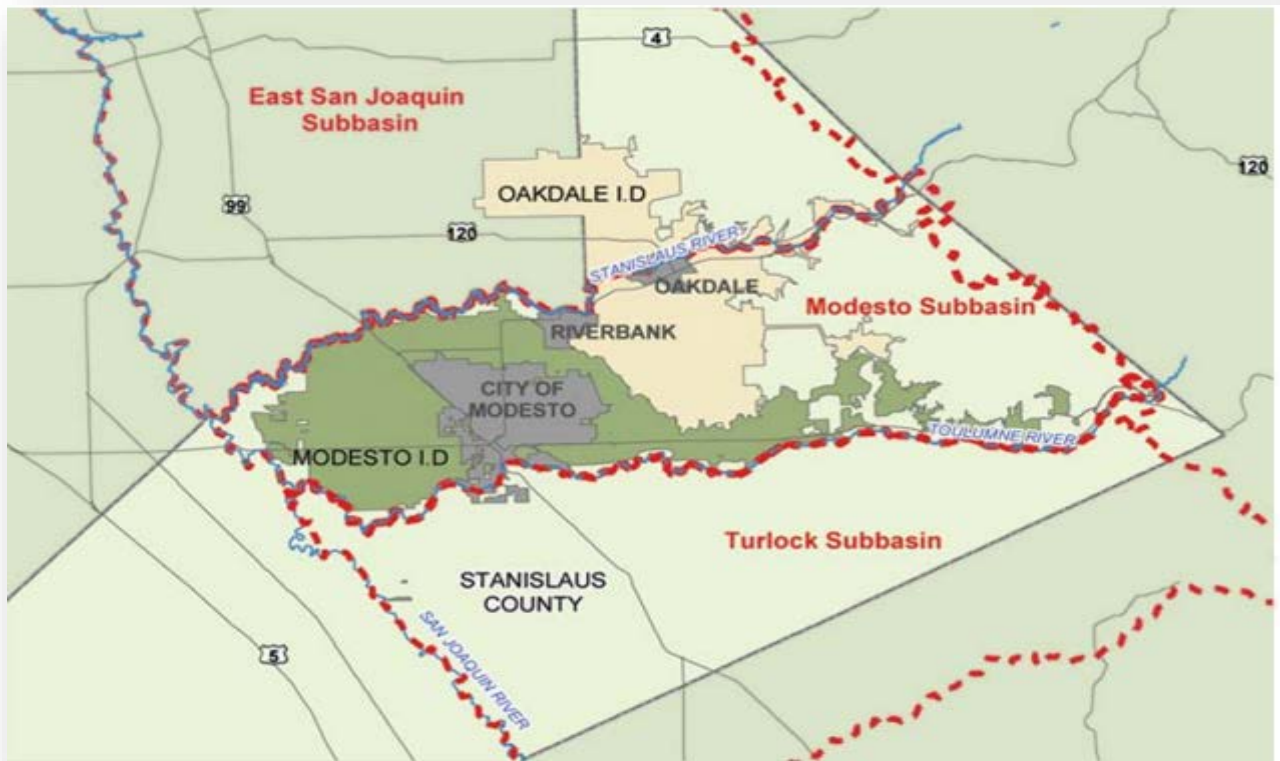 4
East San Joaquin
Subbasin
120
OAKDALE I.D
99
120
STANISLAUS RIVER
OAKDALE
Modesto Subbasin
RIVERBANK
CITY OF
MODESTO
TOULUMNE RIVER
MODESTO I.D
Turlock Subbasin
STANISLAUS
COUNTY
SAN JOAQUIN RIVER
5